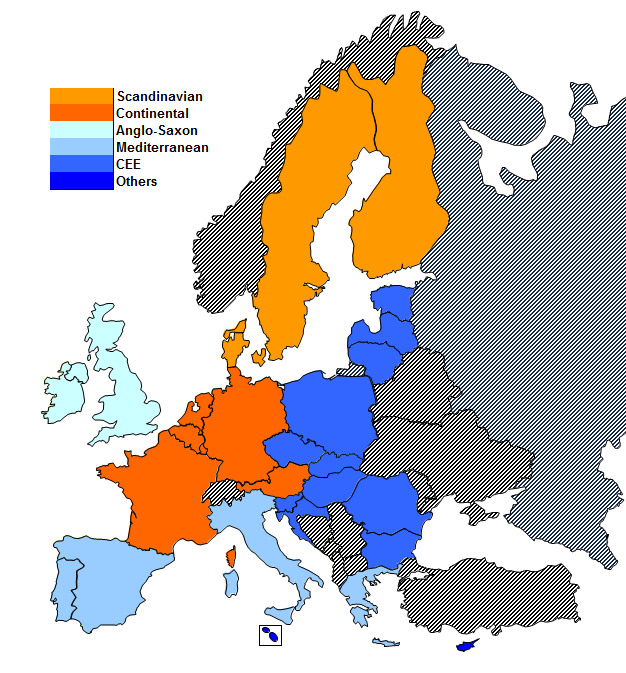 Scandinavian
Continental
Anglo-Saxon
Mediterranean
CEE
Others